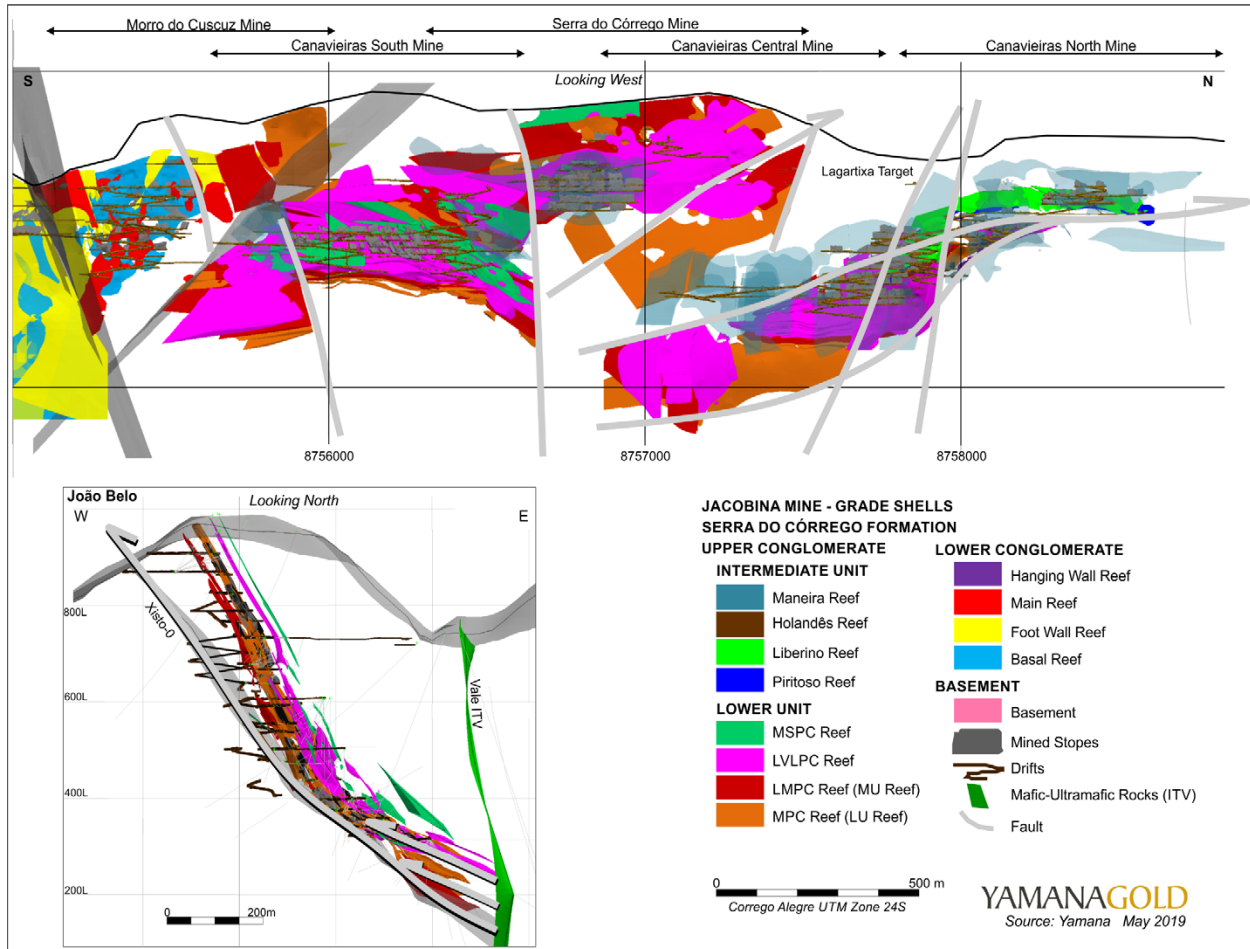 Morro do Cuscuz Mine
Serra do Córrego Mine
Canavieiras South Mine
Canavieiras Central Mine
Canavieiras North Mine
S
Looking West
N
Lagartixa Target
8756000
8757000
8758000
João Belo
Looking North
W
E
Xisto-0
Vale ITV
800L
600L
400L
200L
0
200m
JACOBINA MINE - GRADE SHELLS
SERRA DO CÓRREGO FORMATION
UPPER CONGLOMERATE
INTERMEDIATE UNIT
Maneira Reef
Holandês Reef
Liberino Reef
Piritoso Reef
LOWER UNIT
MSPC Reef
LVLPC Reef
LMPC Reef (MU Reef)
MPC Reef (LU Reef)
LOWER CONGLOMERATE
Hanging Wall Reef
Main Reef
Foot Wall Reef
Basal Reef
BASEMENT
Basement
Mined Stopes
Drifts
Mafic-Ultramafic Rocks (ITV)
Fault
0
500 m
Corrego Alegre UTM Zone 24S
YAMANAGOLD
Source: Yamana May 2019